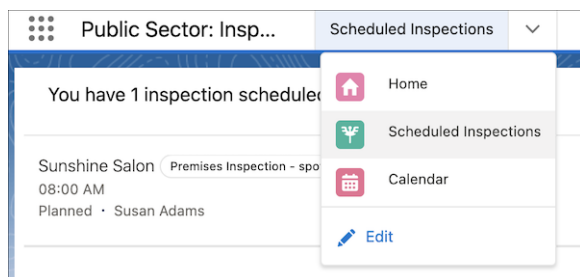 Public Sector: Insp...
Scheduled Inspections
Home
Scheduled Inspections
Calendar
Edit
You have 1 inspection scheduled
Sunshine Salon
Premises Inspection - spo
08:00 AM
Planned • Susan Adams